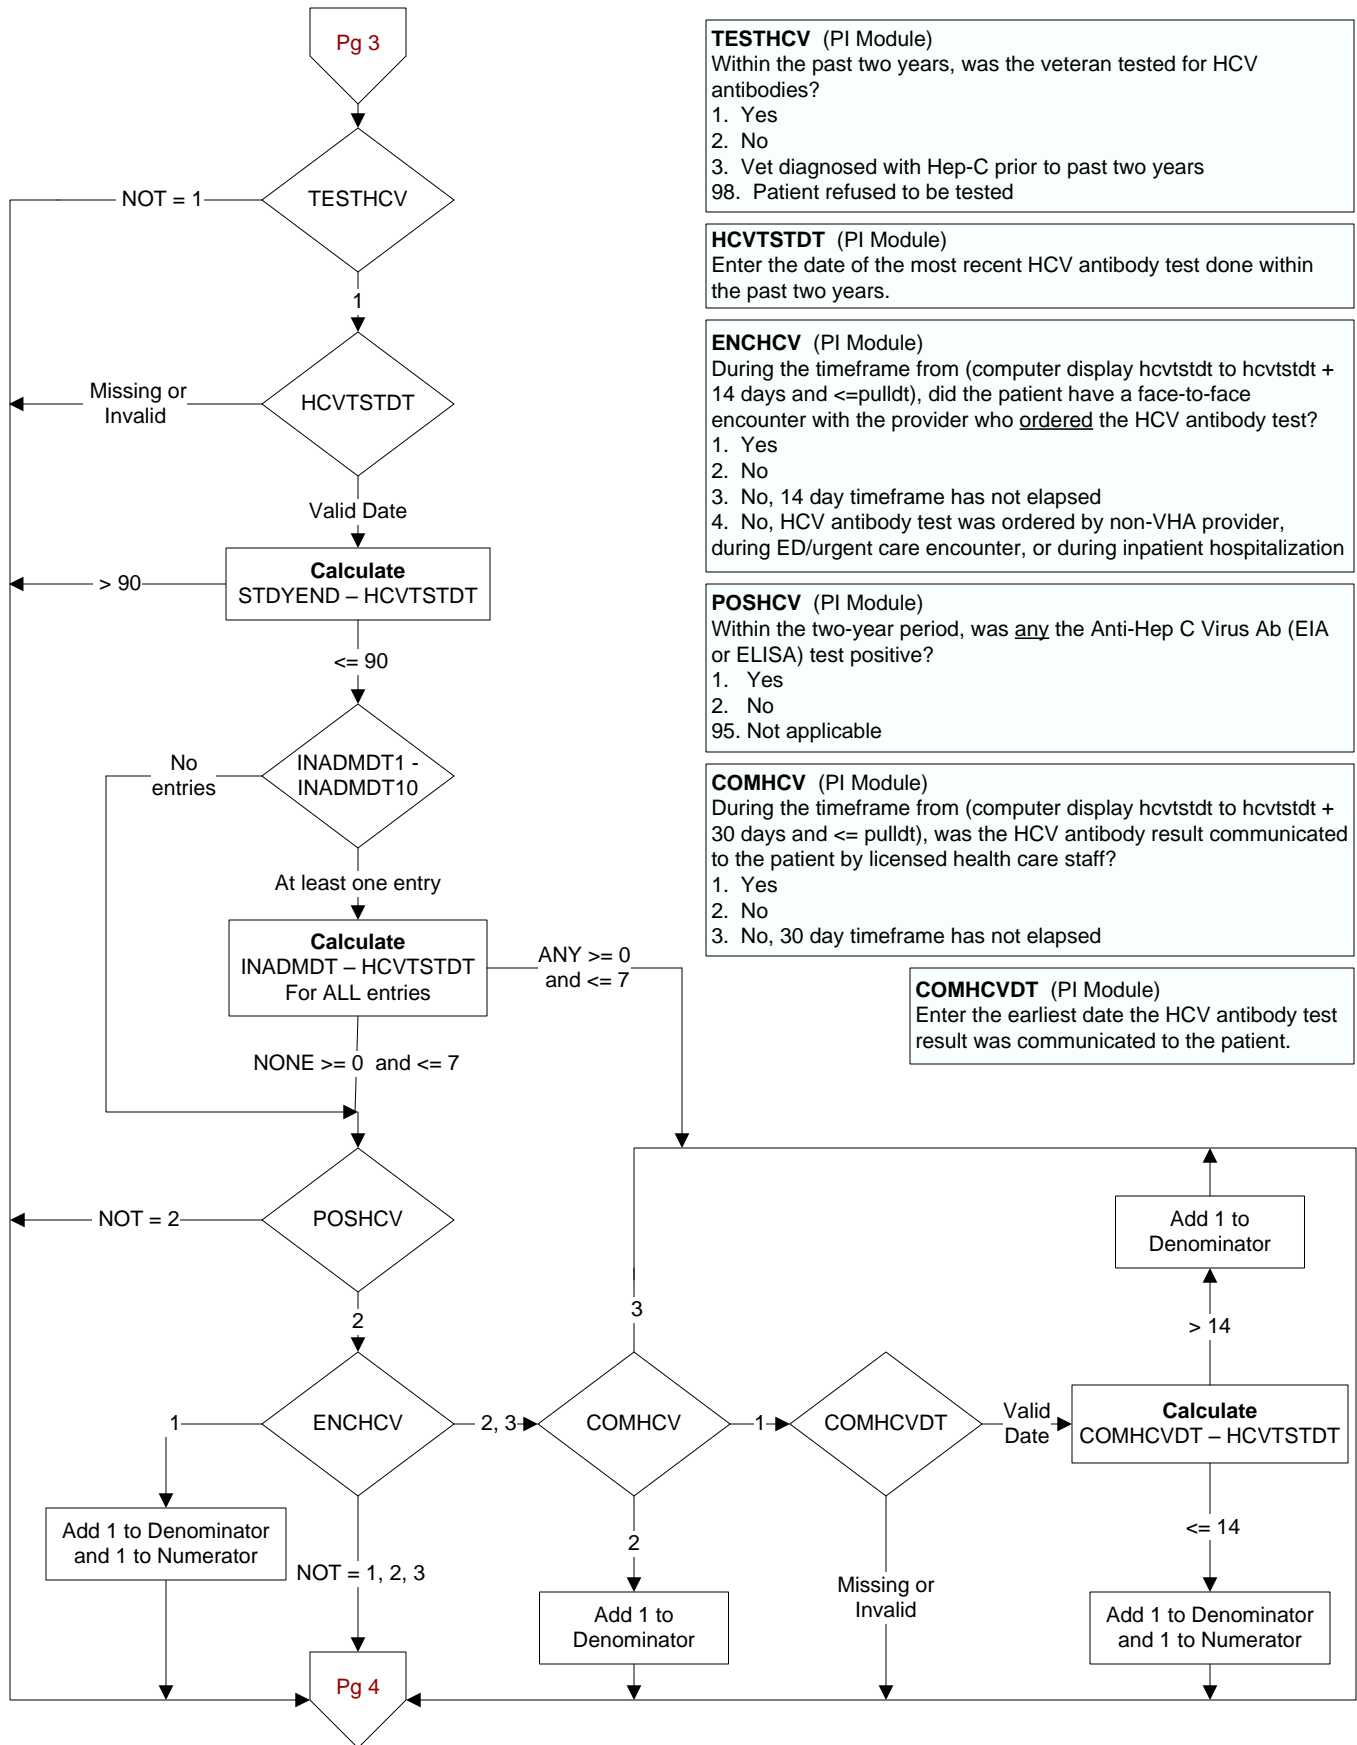 Pg 3
TESTHCV (PI Module)
Within the past two years, was the veteran tested for HCV
antibodies?
1. Yes
2. No
3. Vet diagnosed with Hep-C prior to past two years
98. Patient refused to be tested
NOT = 1
TESTHCV
1
HCVTSTDT (PI Module)
Enter the date of the most recent HCV antibody test done within
the past two years.
Missing or
Invalid
HCVTSTDT
Valid Date
ENCHCV (PI Module)
During the timeframe from (computer display hcvtstdt to hcvtstdt +
14 days and <=pulldt), did the patient have a face-to-face
encounter with the provider who ordered the HCV antibody test?
1. Yes
2. No
3. No, 14 day timeframe has not elapsed
4. No, HCV antibody test was ordered by non-VHA provider,
during ED/urgent care encounter, or during inpatient hospitalization
> 90
Calculate
STDYEND – HCVTSTDT
<= 90
POSHCV (PI Module)
Within the two-year period, was any the Anti-Hep C Virus Ab (EIA
or ELISA) test positive?
1. Yes
2. No
95. Not applicable
No
entries
INADMDT1 -
INADMDT10
At least one entry
COMHCV (PI Module)
During the timeframe from (computer display hcvtstdt to hcvtstdt +
30 days and <= pulldt), was the HCV antibody result communicated
to the patient by licensed health care staff?
1. Yes
2. No
3. No, 30 day timeframe has not elapsed
Calculate
INADMDT – HCVTSTDT
For ALL entries
ANY >= 0
and <= 7
NONE >= 0 and <= 7
COMHCVDT (PI Module)
Enter the earliest date the HCV antibody test
result was communicated to the patient.
NOT = 2
POSHCV
2
Add 1 to
Denominator
3
> 14
1
ENCHCV
2, 3
COMHCV
1
COMHCVDT
Valid
Date
Calculate
COMHCVDT – HCVTSTDT
Add 1 to Denominator
and 1 to Numerator
NOT = 1, 2, 3
2
Missing or
Invalid
<= 14
Add 1 to
Denominator
Add 1 to Denominator
and 1 to Numerator
Pg 4